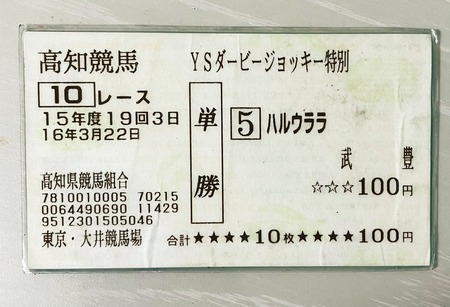 高知競馬 YSダービージョッキー特別
10レース
15年度19回3日
16年3月22日
単勝
5 ハルウララ
武 豊
☆☆☆100円
高知県競馬組合
7810010005 70215
0064490690 11429
9512301505046
東京・大井競馬場 合計★★★★10枚★★★★100円